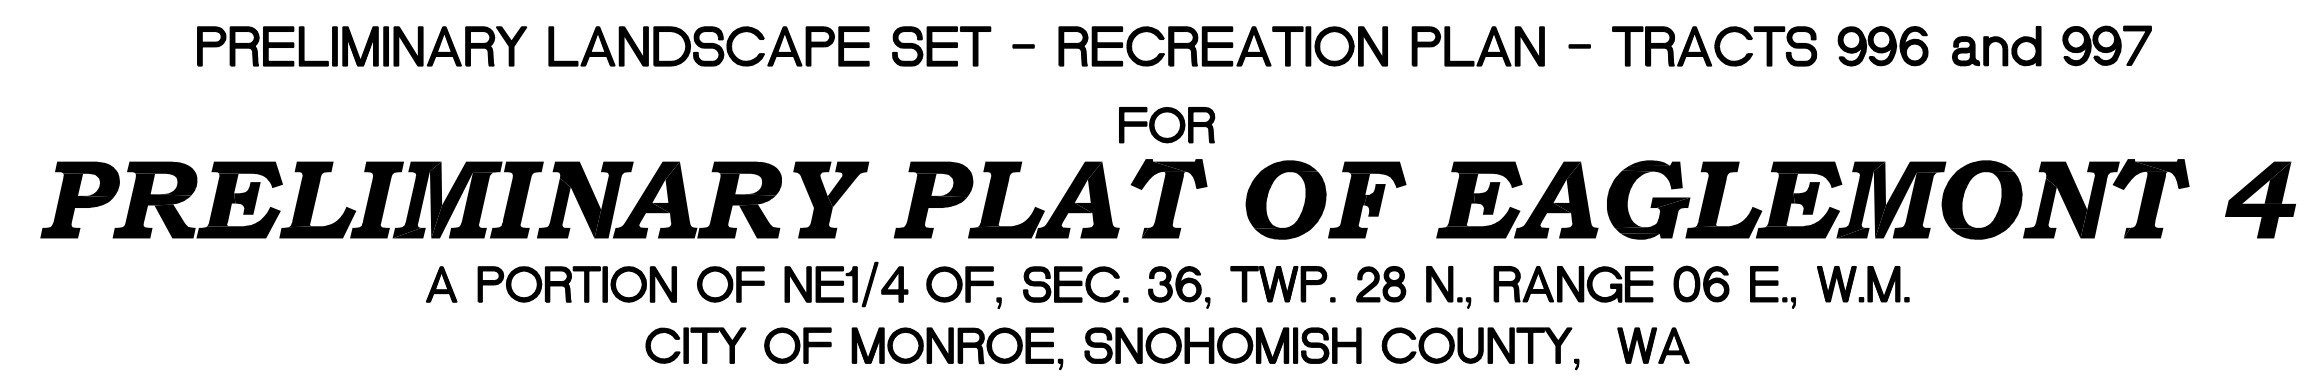 PRELIMINARY LANDSCAPE SET - RECREATION PLAN - TRACTS 996 and 997
FOR
PRELIMINARY PLAT OF EAGLEMONT 4
A PORTION OF NE1/4 OF, SEC. 36, TWP. 28 N., RANGE 06 E., W.M.
CITY OF MONROE, SNOHOMISH COUNTY, WA